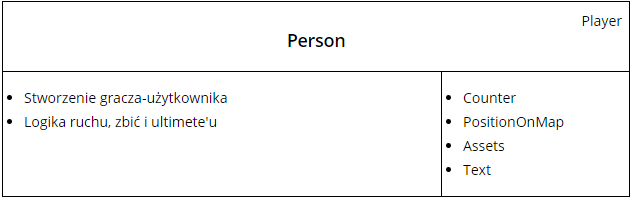 Player
Person
Stworzenie gracza-użytkownika
Logika ruchu, zbić i ultimete'u
Counter
PositionOnMap
Assets
Text